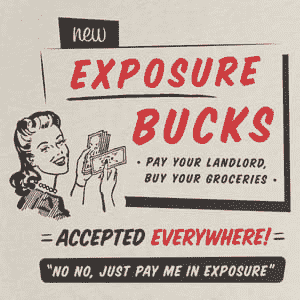 new
EXPOSURE
BUCKS
• PAY YOUR LANDLORD,
BUY YOUR GROCERIES •
=ACCEPTED EVERYWHERE!=
"NO NO, JUST PAY ME IN EXPOSURE"